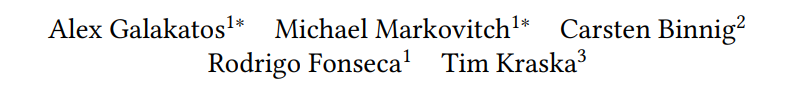 Alex Galakatos¹* Michael Markovitch¹* Carsten Binnig²
Rodrigo Fonseca¹ Tim Kraska³